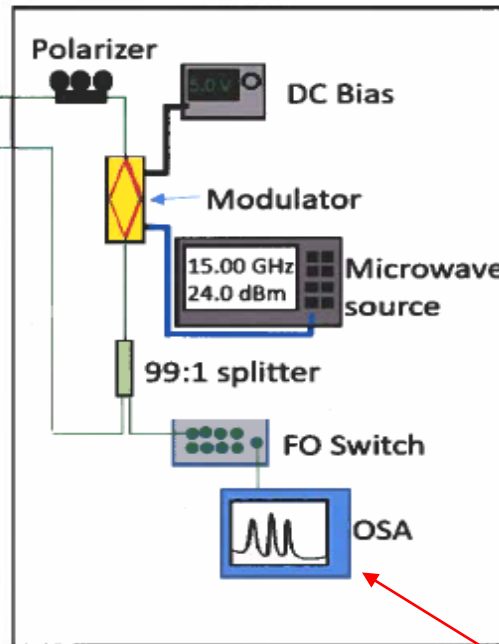 Polarizer
5.0 V
DC Bias
Modulator
15.00 GHz
24.0 dBm
Microwave
source
99:1 splitter
FO Switch
OSA